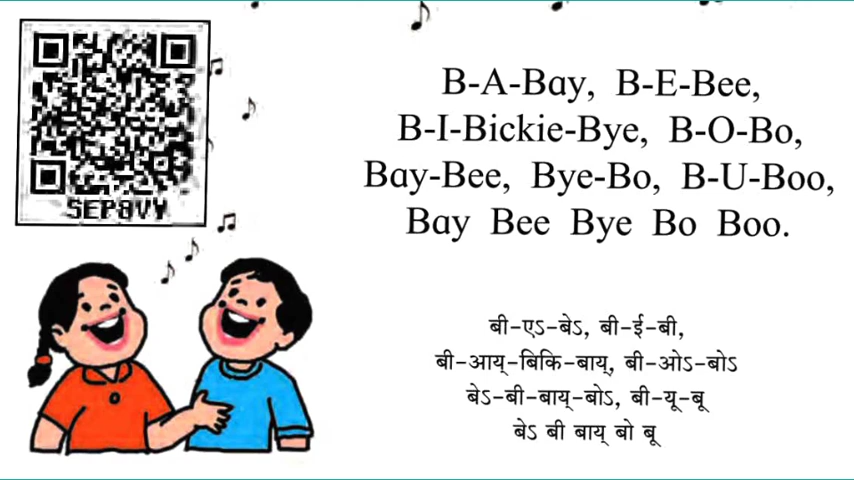 SEP8VY
B-A-Bay, B-E-Bee,
B-I-Bickie-Bye, B-O-Bo,
Bay-Bee, Bye-Bo, B-U-Boo,
Bay Bee Bye Bo Boo.
बी-एऽ-बेऽ, बी-ई-बी,
बी-आय्-बिकि-बाय्, बी-ओऽ-बोऽ
बेऽ-बी-बाय्-बोऽ, बी-यू-बू
बेऽ बी बाय् बो बू